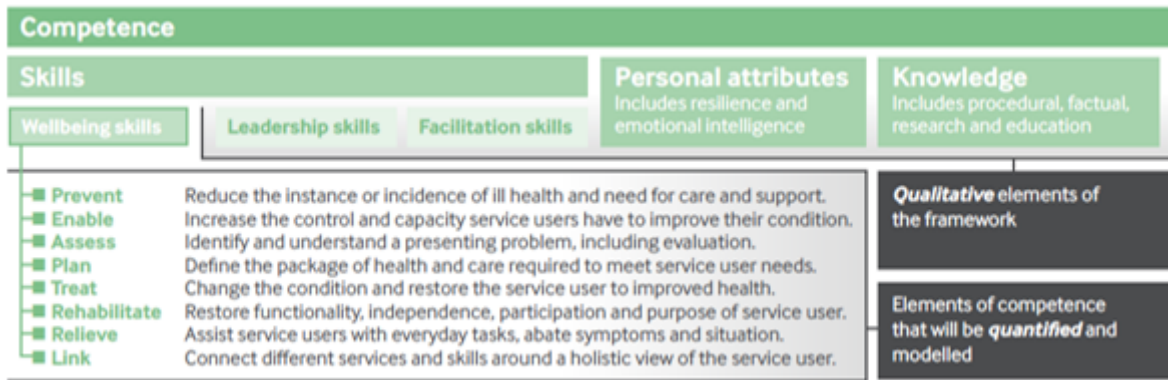 Competence
Skills
Personal attributes
Includes resilience and
emotional intelligence
Knowledge
Includes procedural, factual,
research and education
Wellbeing skills
Leadership skills
Facilitation skills
Prevent Reduce the instance or incidence of ill health and need for care and support.
Enable Increase the control and capacity service users have to improve their condition.
Assess Identify and understand a presenting problem, including evaluation.
Plan Define the package of health and care required to meet service user needs.
Treat Change the condition and restore the service user to improved health.
Rehabilitate Restore functionality, independence, participation and purpose of service user.
Relieve Assist service users with everyday tasks, abate symptoms and situation.
Link Connect different services and skills around a holistic view of the service user.
Qualitative elements of
the framework
Elements of competence
that will be quantified and
modelled